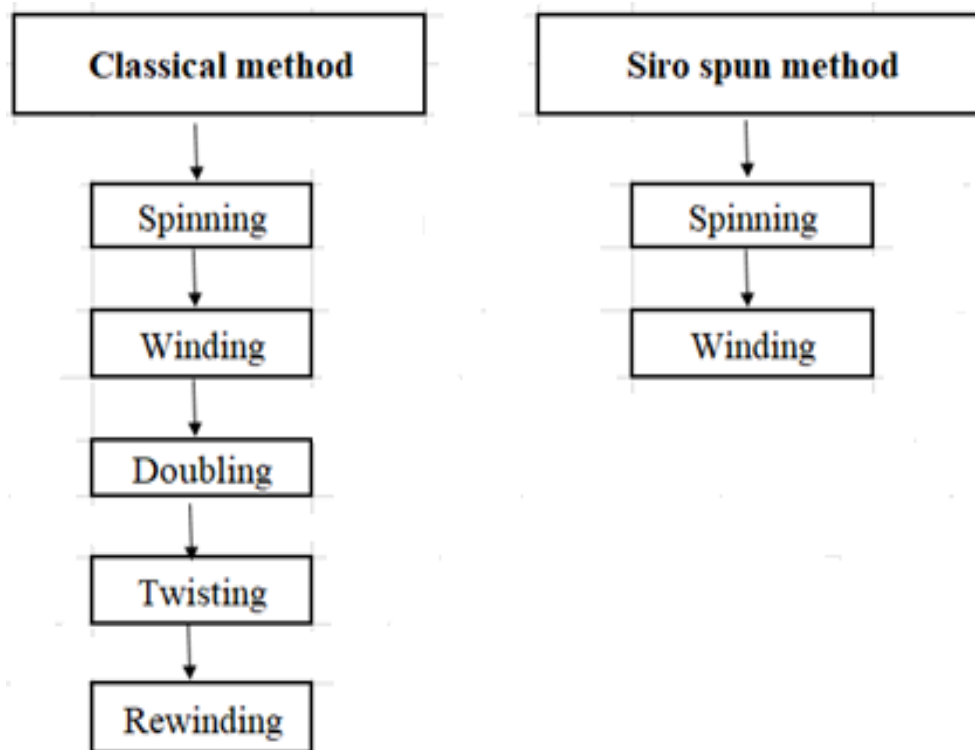 Classical method
Spinning
Winding
Doubling
Twisting
Rewinding
Siro spun method
Spinning
Winding